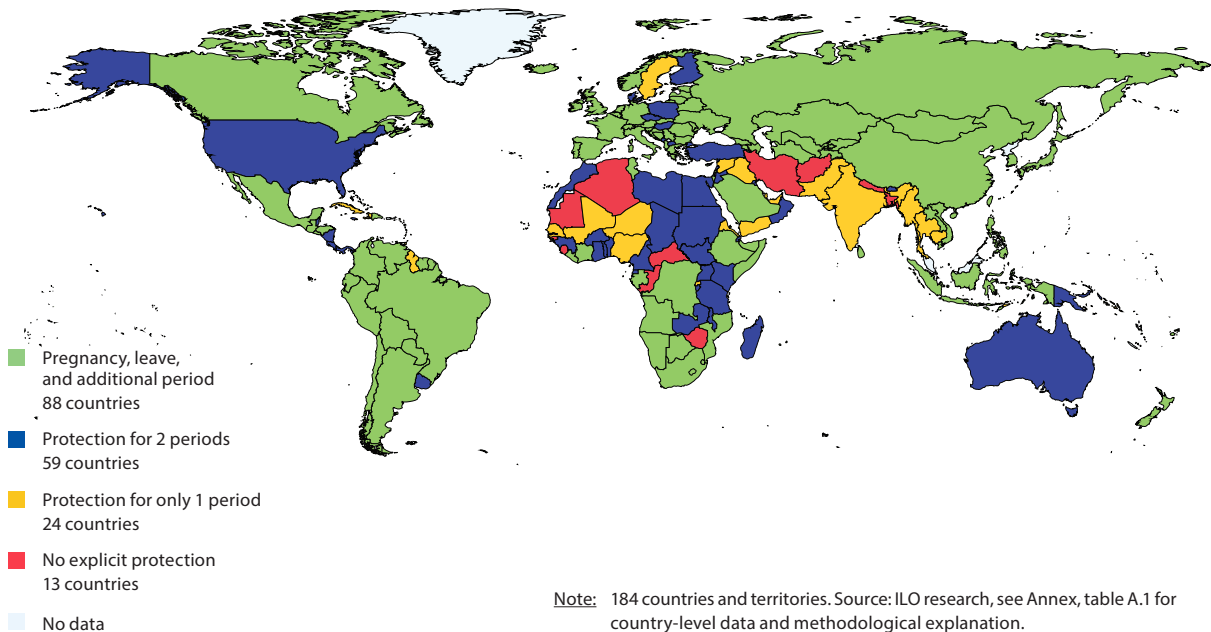 Pregnancy, leave,
and additional period
88 countries
Protection for 2 periods
59 countries
Protection for only 1 period
24 countries
No explicit protection
13 countries
No data
Note: 184 countries and territories. Source: ILO research, see Annex, table A.1 for
country-level data and methodological explanation.